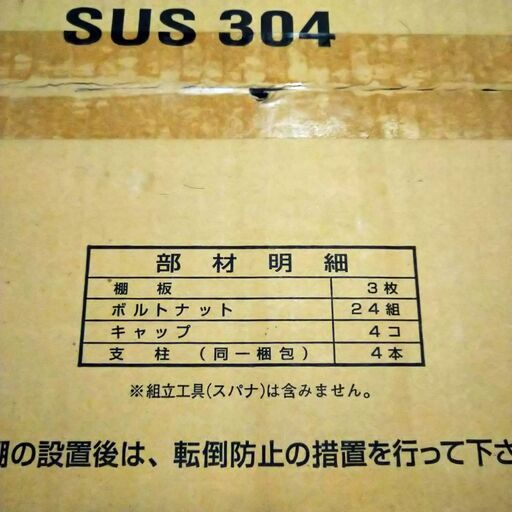 SUS 304
部材明細
棚板 3枚
ボルトナット 24組
キャップ 4コ
支柱(同一梱包) 4本
※組立工具(スパナ)は含みません。
棚の設置後は、転倒防止の措置を行って下さ